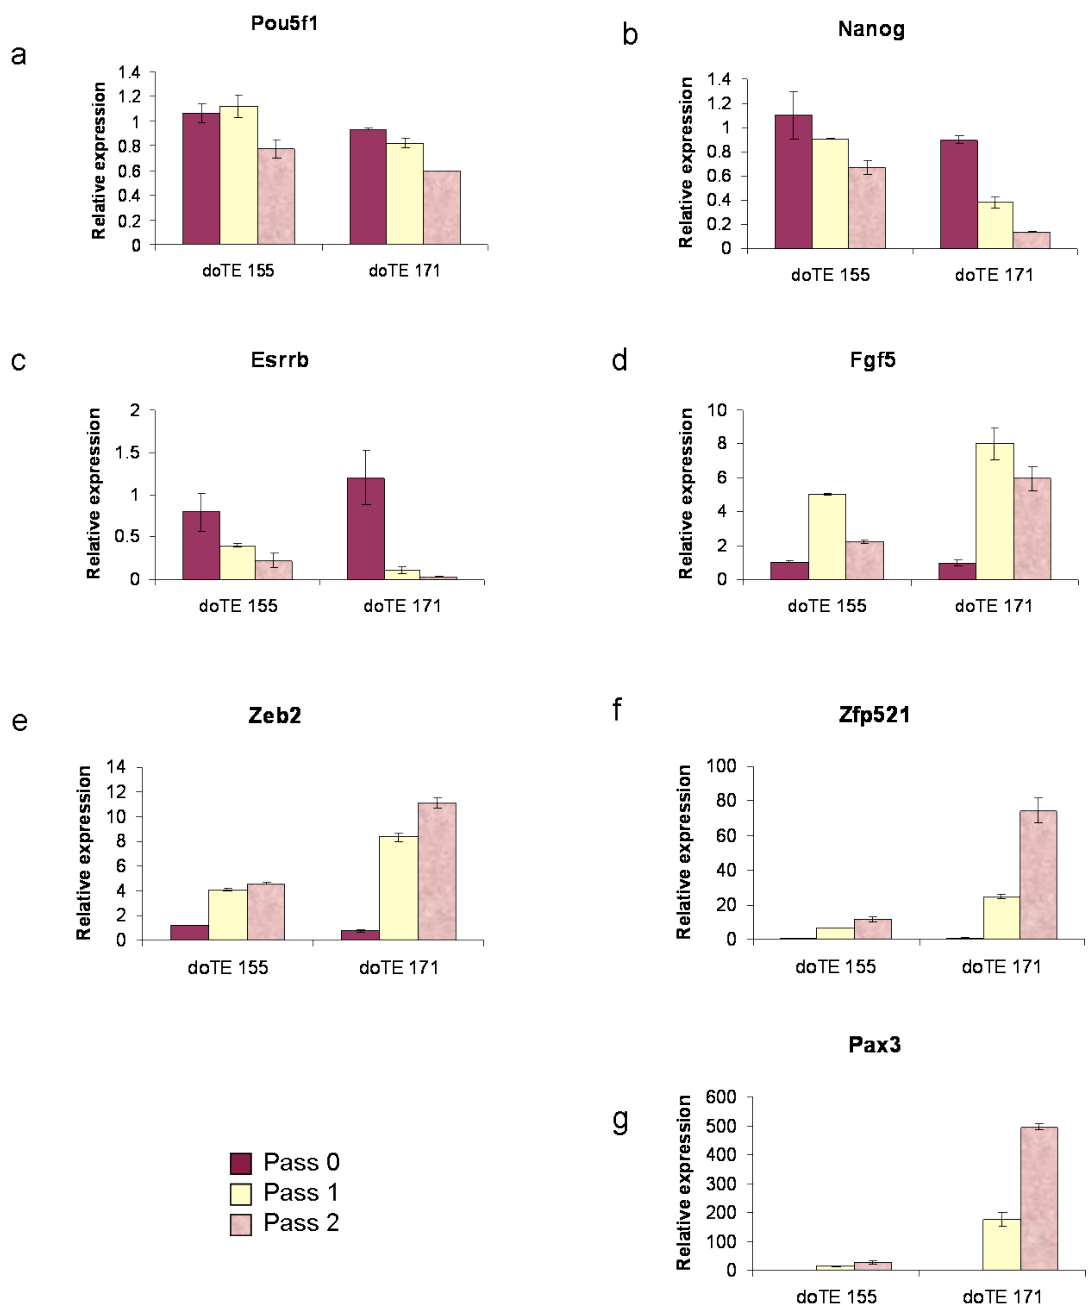 a
Pou5f1
Relative expression
1.4
1.2
1
0.8
0.6
0.4
0.2
0
doTE 155
doTE 171
b
Nanog
Relative expression
1.4
1.2
1
0.8
0.6
0.4
0.2
0
doTE 155
doTE 171
c
Esrrb
Relative expression
2
1.5
1
0.5
0
doTE 155
doTE 171
d
Fgf5
Relative expression
10
8
6
4
2
0
doTE 155
doTE 171
e
Zeb2
Relative expression
14
12
10
8
6
4
2
0
doTE 155
doTE 171
f
Zfp521
Relative expression
100
80
60
40
20
0
doTE 155
doTE 171
Pass 0
Pass 1
Pass 2
g
Pax3
Relative expression
600
500
400
300
200
100
0
doTE 155
doTE 171